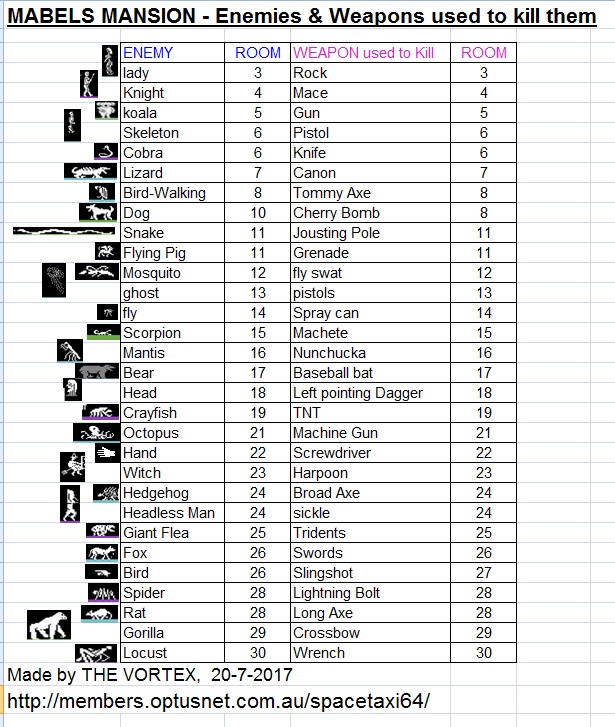 MABELS MANSION - Enemies & Weapons used to kill them
ENEMY ROOM WEAPON used to Kill ROOM
lady 3 Rock 3
Knight 4 Mace 4
koala 5 Gun 5
Skeleton 6 Pistol 6
Cobra 6 Knife 6
Lizard 7 Canon 7
Bird-Walking 8 Tommy Axe 8
Dog 10 Cherry Bomb 8
Snake 11 Jousting Pole 11
Flying Pig 11 Grenade 11
Mosquito 12 fly swat 12
ghost 13 pistols 13
fly 14 Spray can 14
Scorpion 15 Machete 15
Mantis 16 Nunchucka 16
Bear 17 Baseball bat 17
Head 18 Left pointing Dagger 18
Crayfish 19 TNT 19
Octopus 21 Machine Gun 21
Hand 22 Screwdriver 22
Witch 23 Harpoon 23
Hedgehog 24 Broad Axe 24
Headless Man 24 sickle 24
Giant Flea 25 Tridents 25
Fox 26 Swords 26
Bird 26 Slingshot 27
Spider 28 Lightning Bolt 28
Rat 28 Long Axe 28
Gorilla 29 Crossbow 29
Locust 30 Wrench 30
Made by THE VORTEX, 20-7-2017
http://members.optusnet.com.au/spacetaxi64/